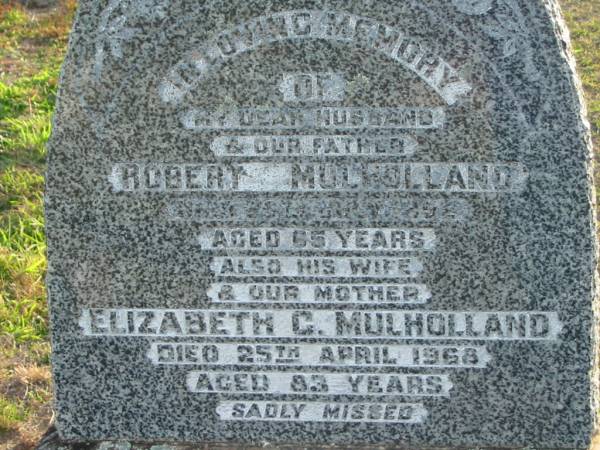 IN LOVING MEMORY
OF
MY DEAR HUSBAND
& OUR FATHER
ROBERT MULHOLLAND
AGED 65 YEARS
ALSO HIS WIFE
& OUR MOTHER
ELIZABETH C. MULHOLLAND
DIED 25TH APRIL 1968
AGED 83 YEARS
SADLY MISSED